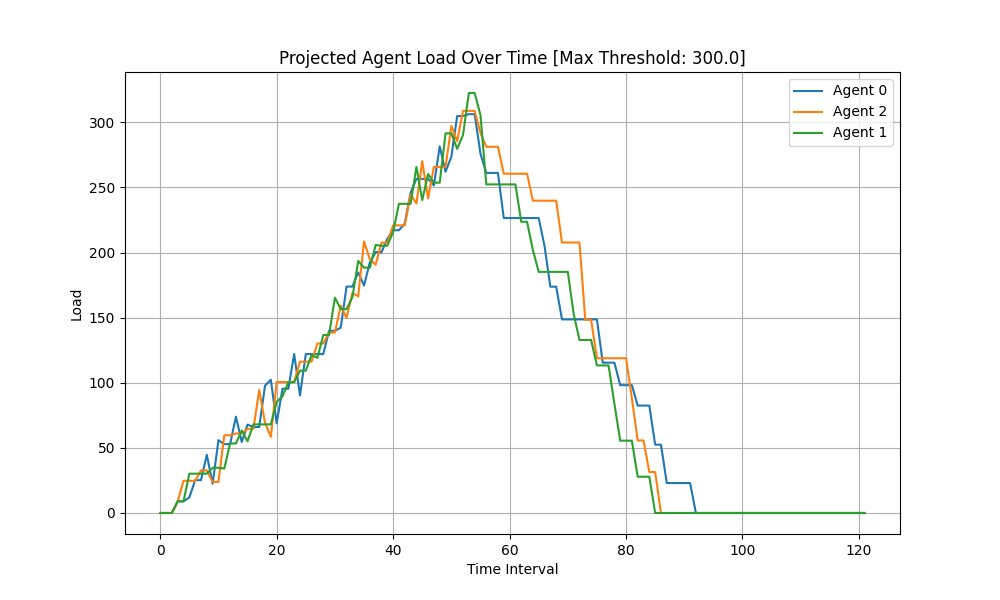 Projected Agent Load Over Time [Max Threshold: 300.0]
Agent 0
Agent 2
Agent 1
Load
300
250
200
150
100
50
0
0 20 40 60 80 100 120
Time Interval